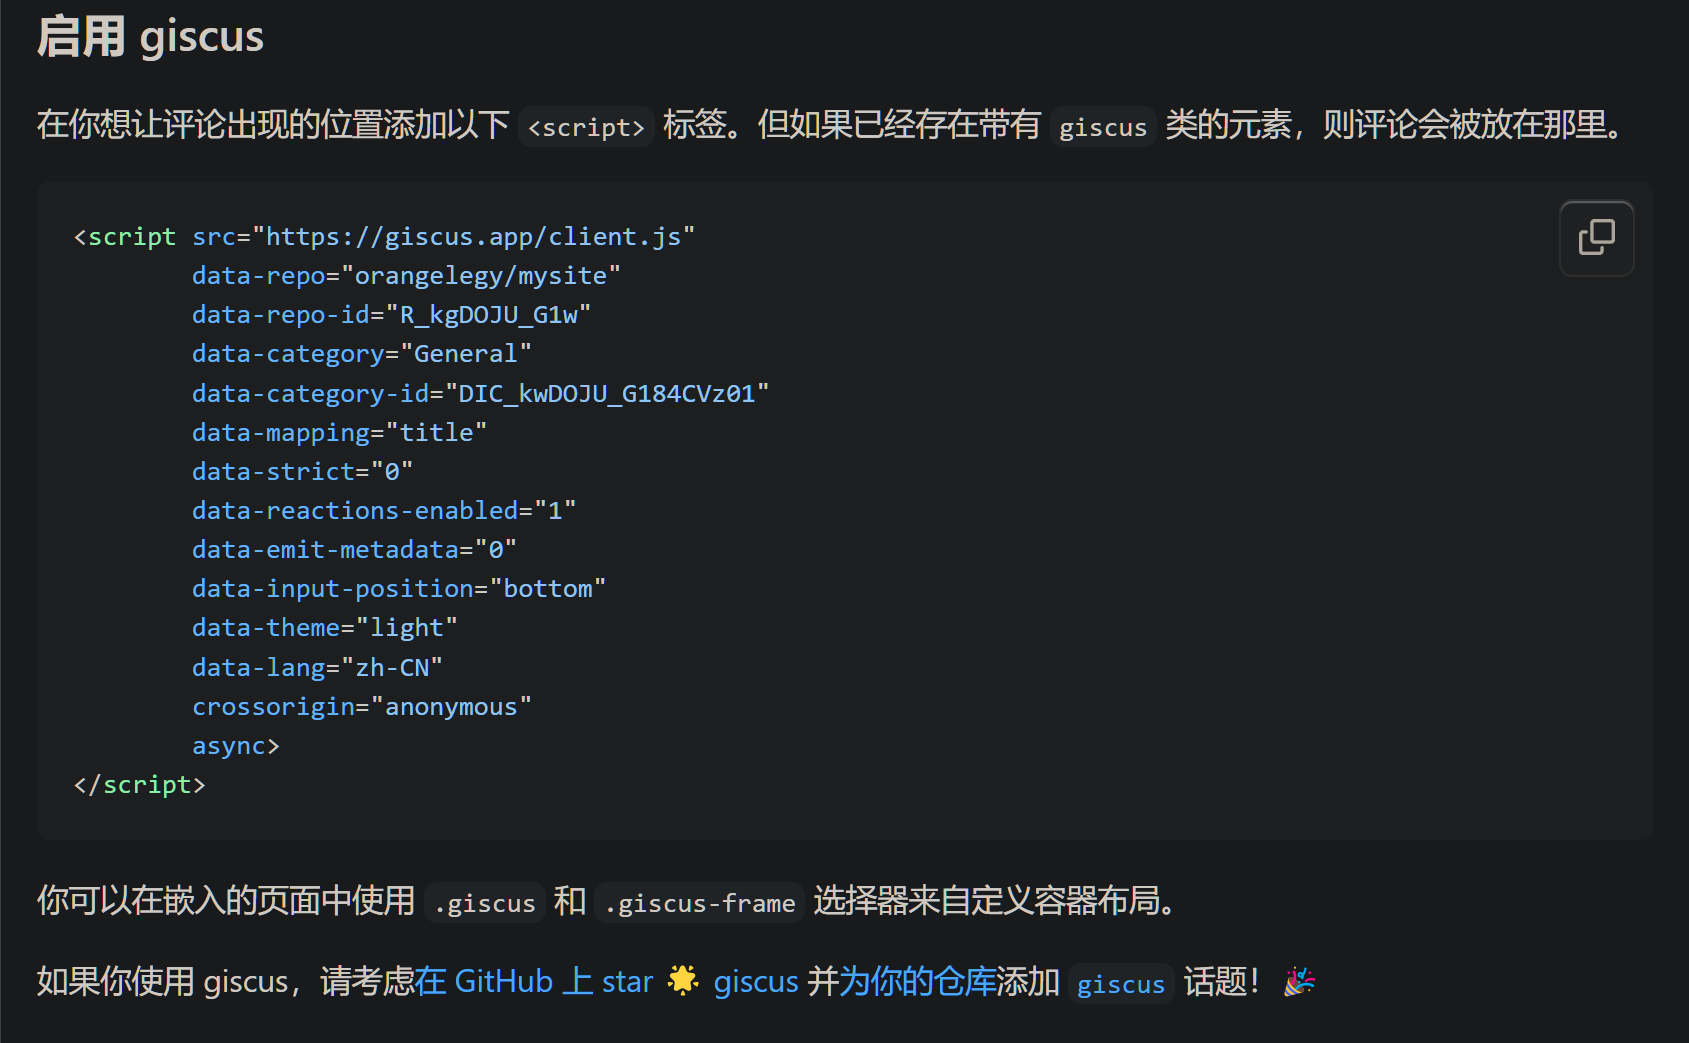 启用 giscus
在你想让评论出现的位置添加以下 <script> 标签。但如果已经存在带有 giscus 类的元素，则评论会被放在那里。
<script src="https://giscus.app/client.js"
data-repo="orangelegy/mysite"
data-repo-id="R_kgDOJU_G1w"
data-category="General"
data-category-id="DIC_kwDOJU_G184CVz01"
data-mapping="title"
data-strict="0"
data-reactions-enabled="1"
data-emit-metadata="0"
data-input-position="bottom"
data-theme="light"
data-lang="zh-CN"
crossorigin="anonymous"
async>
</script>
你可以在嵌入的页面中使用 .giscus 和 .giscus-frame 选择器来自定义容器布局。
如果你使用 giscus，请考虑在 GitHub 上 star 🌟 giscus 并为你的仓库添加 giscus 话题！🎉